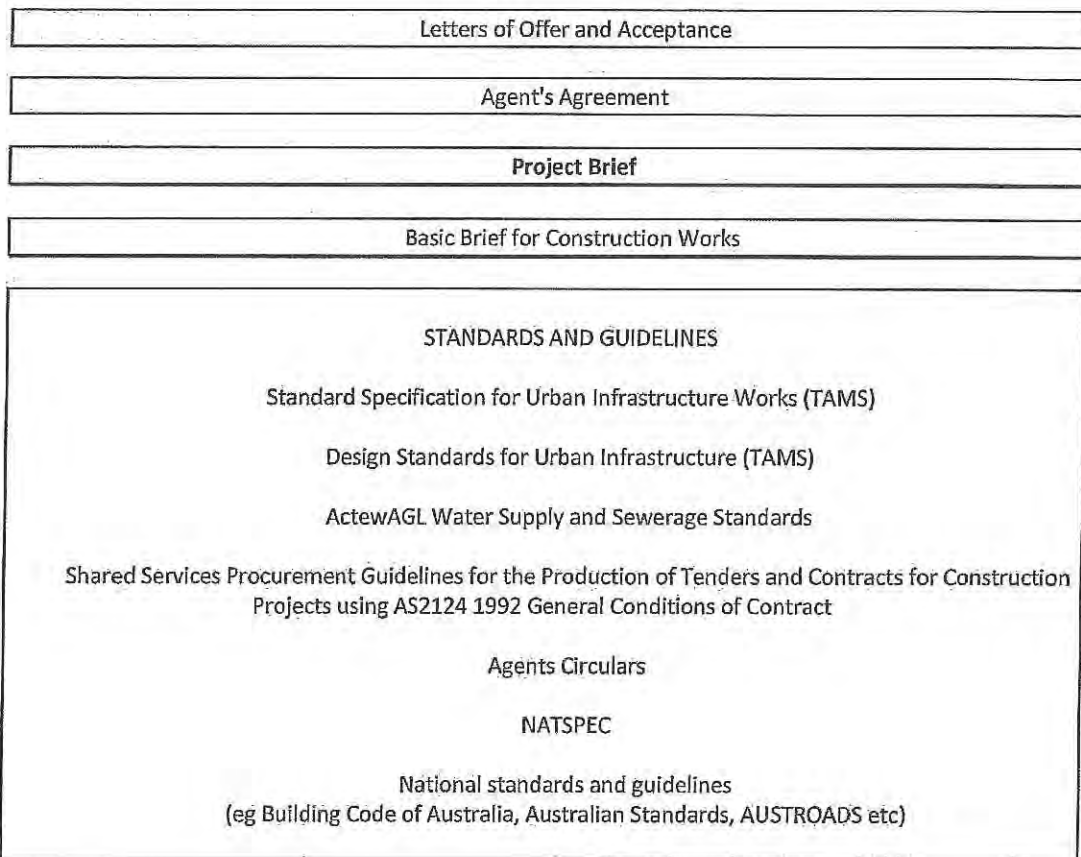 Letters of Offer and Acceptance
Agent's Agreement
Project Brief
Basic Brief for Construction Works
STANDARDS AND GUIDELINES
Standard Specification for Urban Infrastructure Works (TAMS)
Design Standards for Urban Infrastructure (TAMS)
ActewAGL Water Supply and Sewerage Standards
Shared Services Procurement Guidelines for the Production of Tenders and Contracts for Construction
Projects using AS2124 1992 General Conditions of Contract
Agents Circulars
NATSPEC
National standards and guidelines
(eg Building Code of Australia, Australian Standards, AUSTROADS etc)